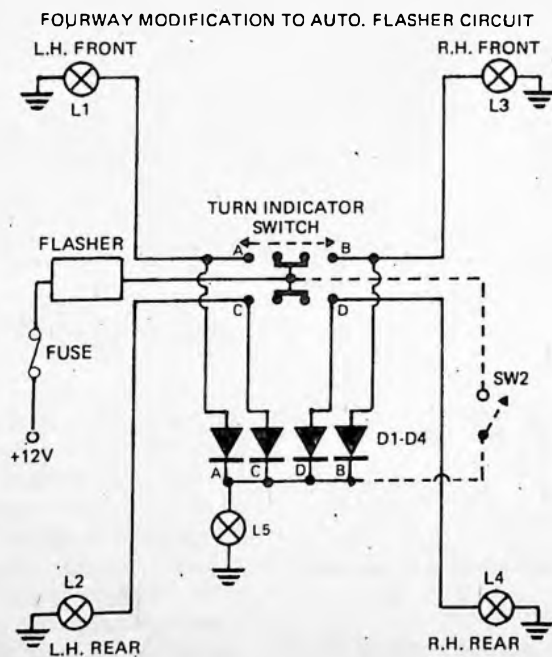 FOURWAY MODIFICATION TO AUTO. FLASHER CIRCUIT
L.H. FRONT
R.H. FRONT
L1
L3
TURN INDICATOR
SWITCH
A
B
FLASHER
C
D
FUSE
SW2
+12V
D1-D4
A
C
D
B
L5
L2
L4
L.H. REAR
R.H. REAR